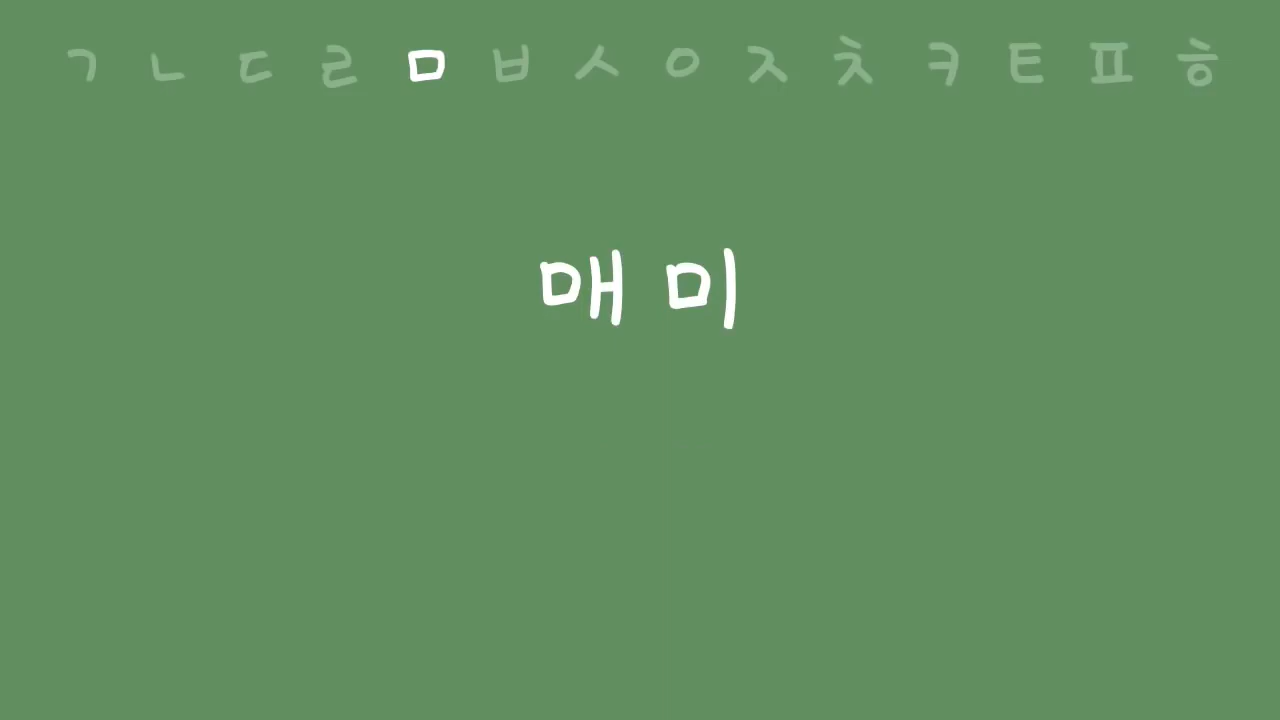 ㄱ ㄴ ㄷ ㄹ ㅁ ㅂ ㅅ ㅇ ㅈ ㅊ ㅋ ㅌ ㅍ ㅎ
매미